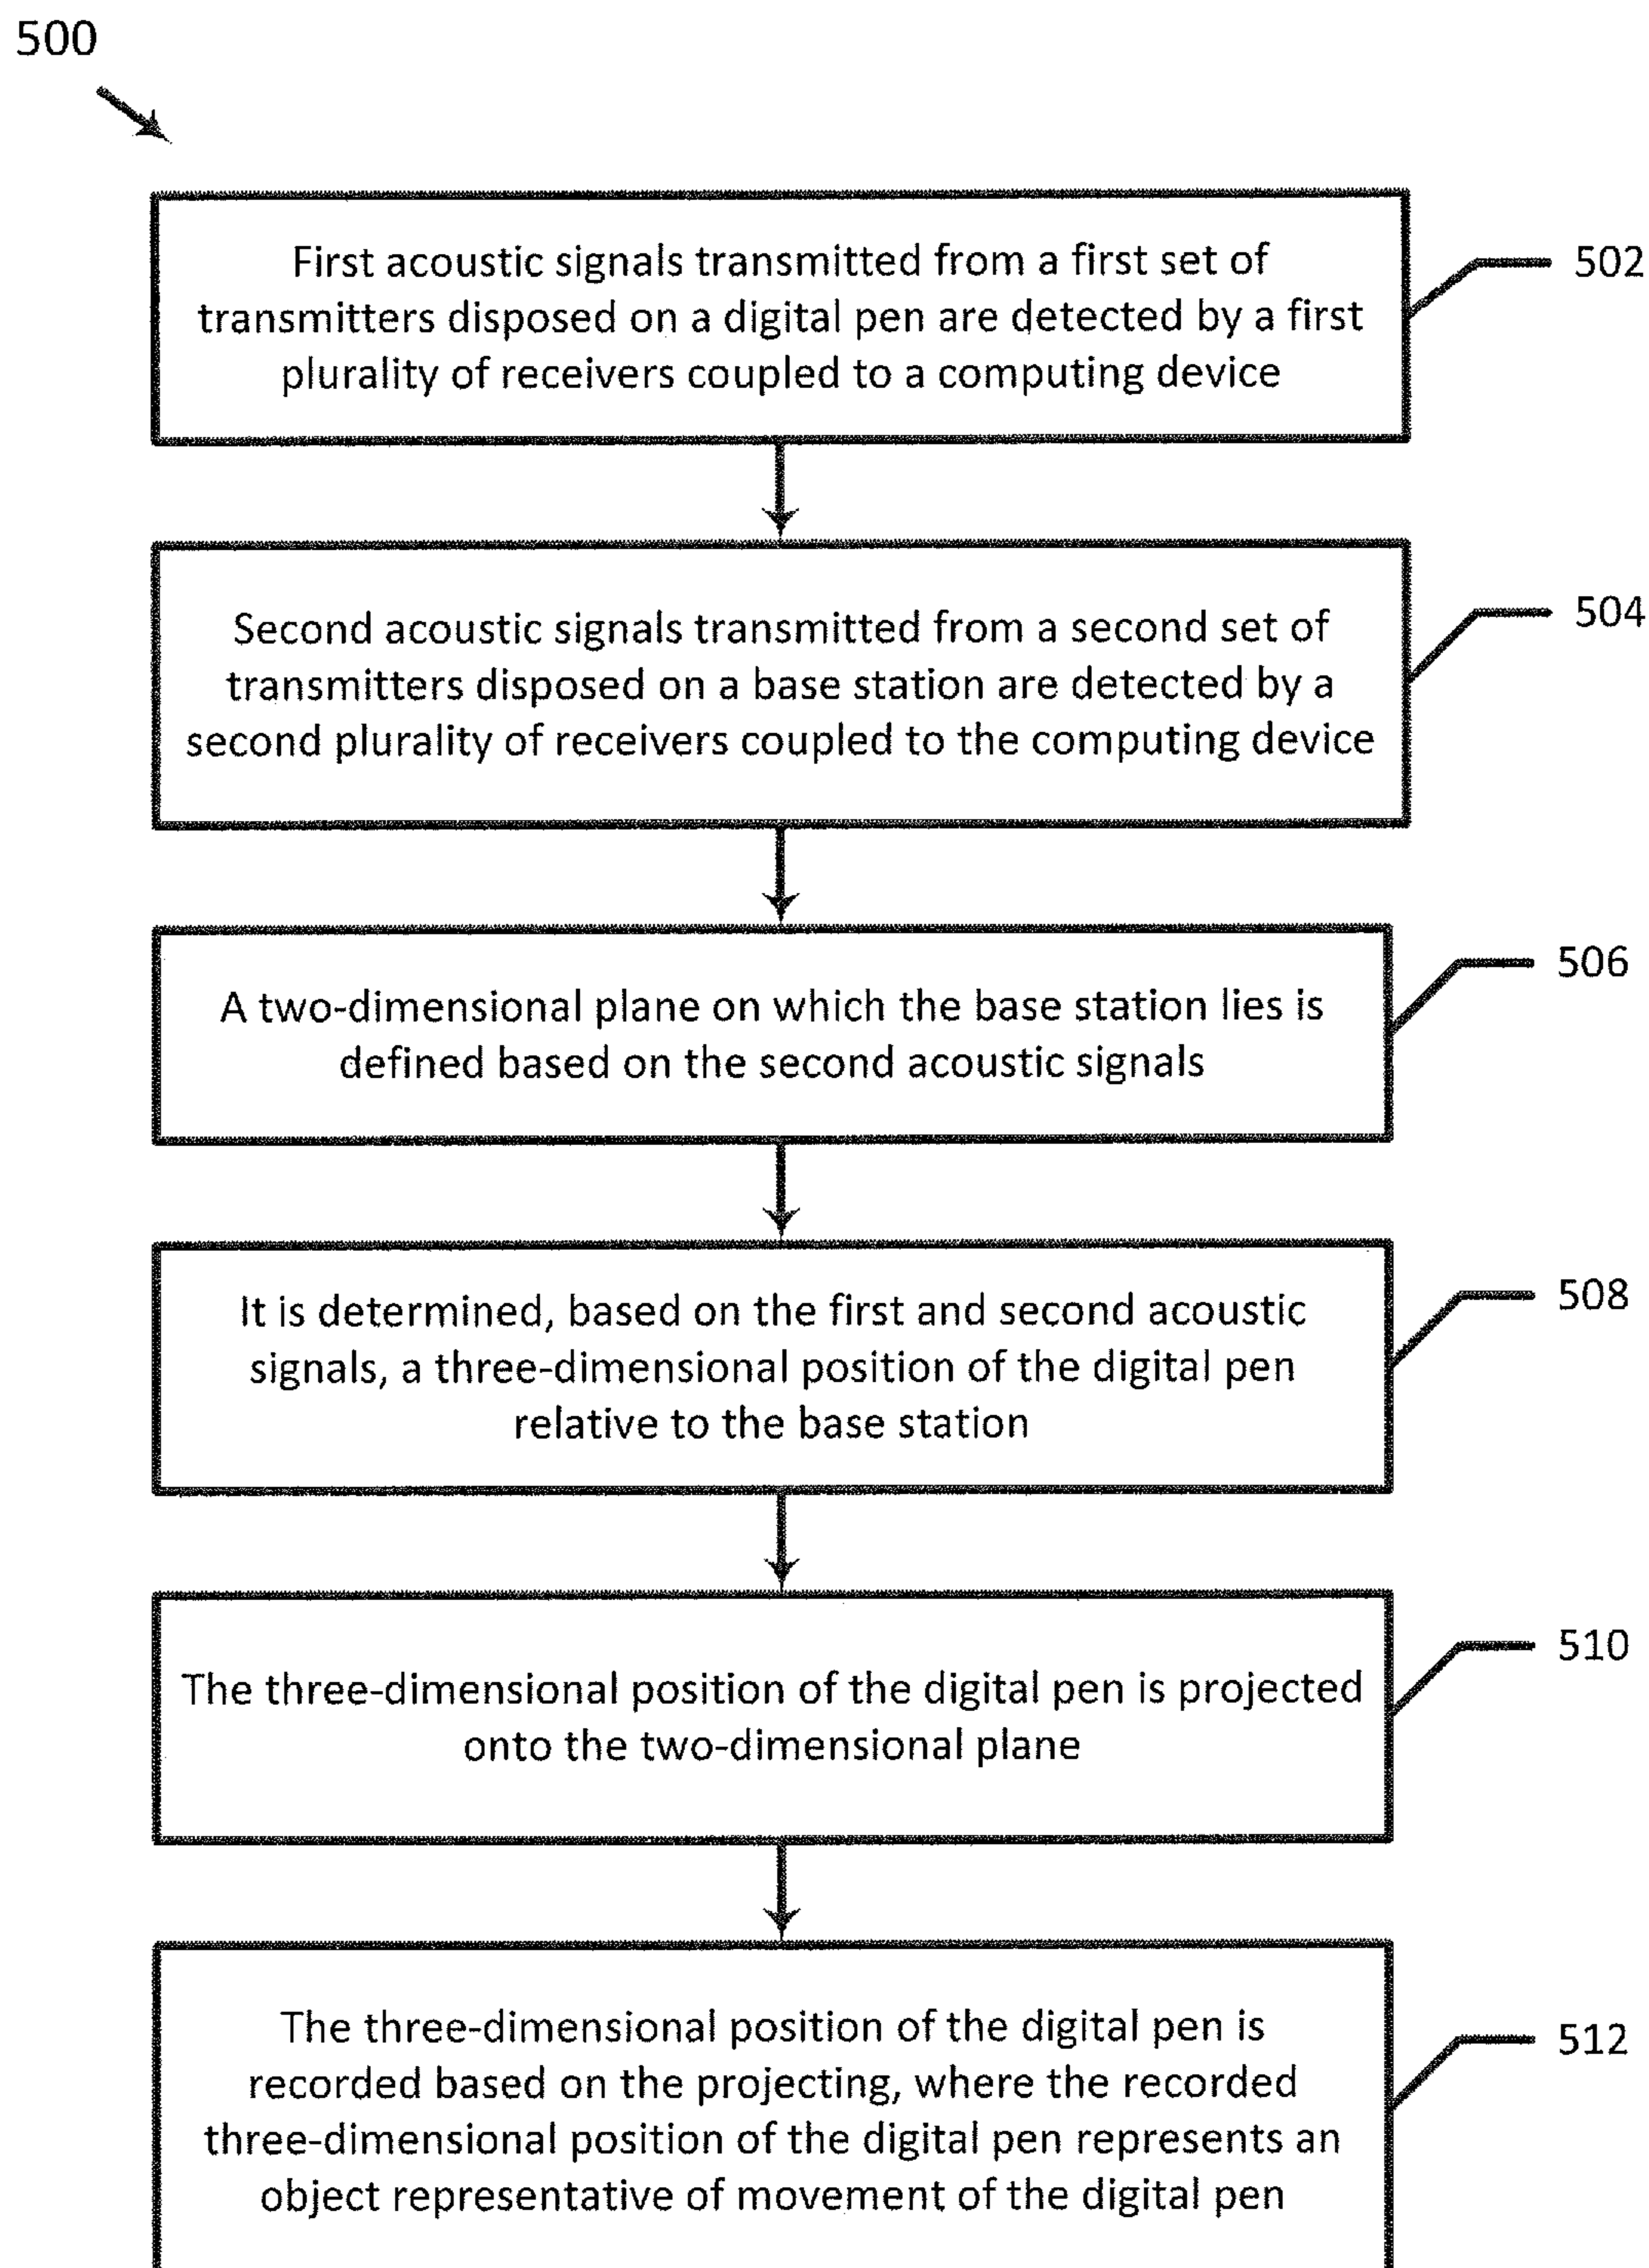 500
First acoustic signals transmitted from a first set of
transmitters disposed on a digital pen are detected by a first
plurality of receivers coupled to a computing device
502
Second acoustic signals transmitted from a second set of
transmitters disposed on a base station are detected by a
second plurality of receivers coupled to the computing device
504
A two-dimensional plane on which the base station lies is
defined based on the second acoustic signals
506
It is determined, based on the first and second acoustic
signals, a three-dimensional position of the digital pen
relative to the base station
508
The three-dimensional position of the digital pen is projected
onto the two-dimensional plane
510
The three-dimensional position of the digital pen is
recorded based on the projecting, where the recorded
three-dimensional position of the digital pen represents an
object representative of movement of the digital pen
512